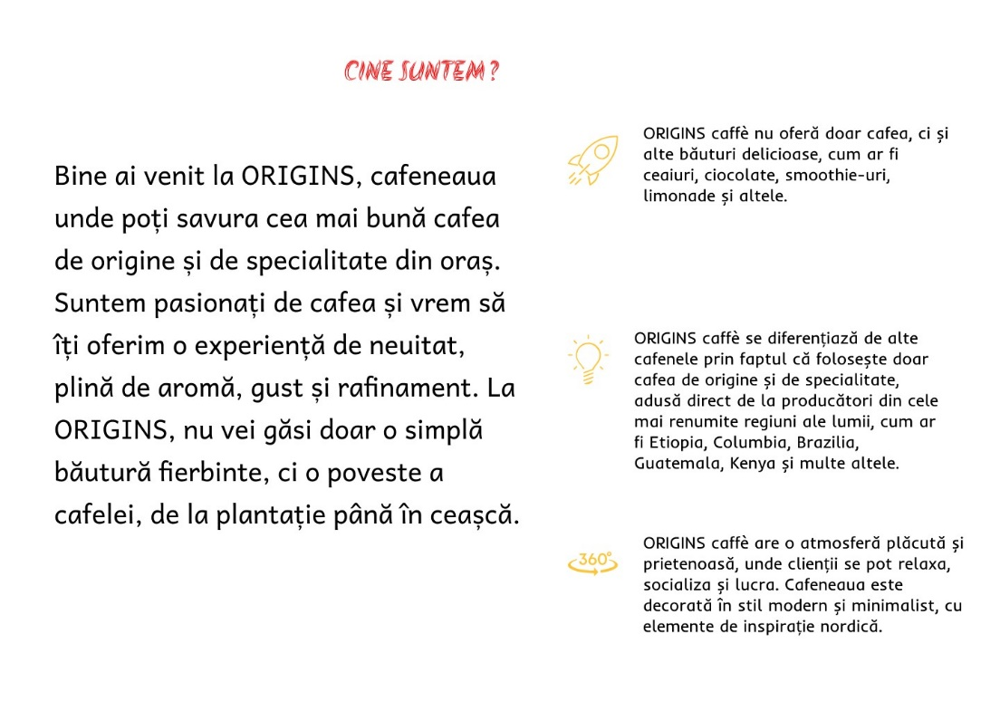 CINE SUNTEM?
Bine ai venit la ORIGINS, cafeneaua
unde poți savura cea mai bună cafea
de origine și de specialitate din oraș.
Suntem pasionați de cafea și vrem să
îți oferim o experiență de neuitat,
plină de aromă, gust și rafinament. La
ORIGINS, nu vei găsi doar o simplă
băutură fierbinte, ci o poveste a
cafelei, de la plantație până în ceașcă.
ORIGINS caffè nu oferă doar cafea, ci și
alte băuturi delicioase, cum ar fi
ceaiuri, ciocolate, smoothie-uri,
limonade și altele.
ORIGINS caffè se diferențiază de alte
cafenele prin faptul că folosește doar
cafea de origine și de specialitate,
adusă direct de la producători din cele
mai renumite regiuni ale lumii, cum ar
fi Etiopia, Columbia, Brazilia,
Guatemala, Kenya și multe altele.
360°
ORIGINS caffè are o atmosferă plăcută și
prietenoasă, unde clienții se pot relaxa,
socializa și lucra. Cafeneaua este
decorată în stil modern și minimalist, cu
elemente de inspirație nordică.